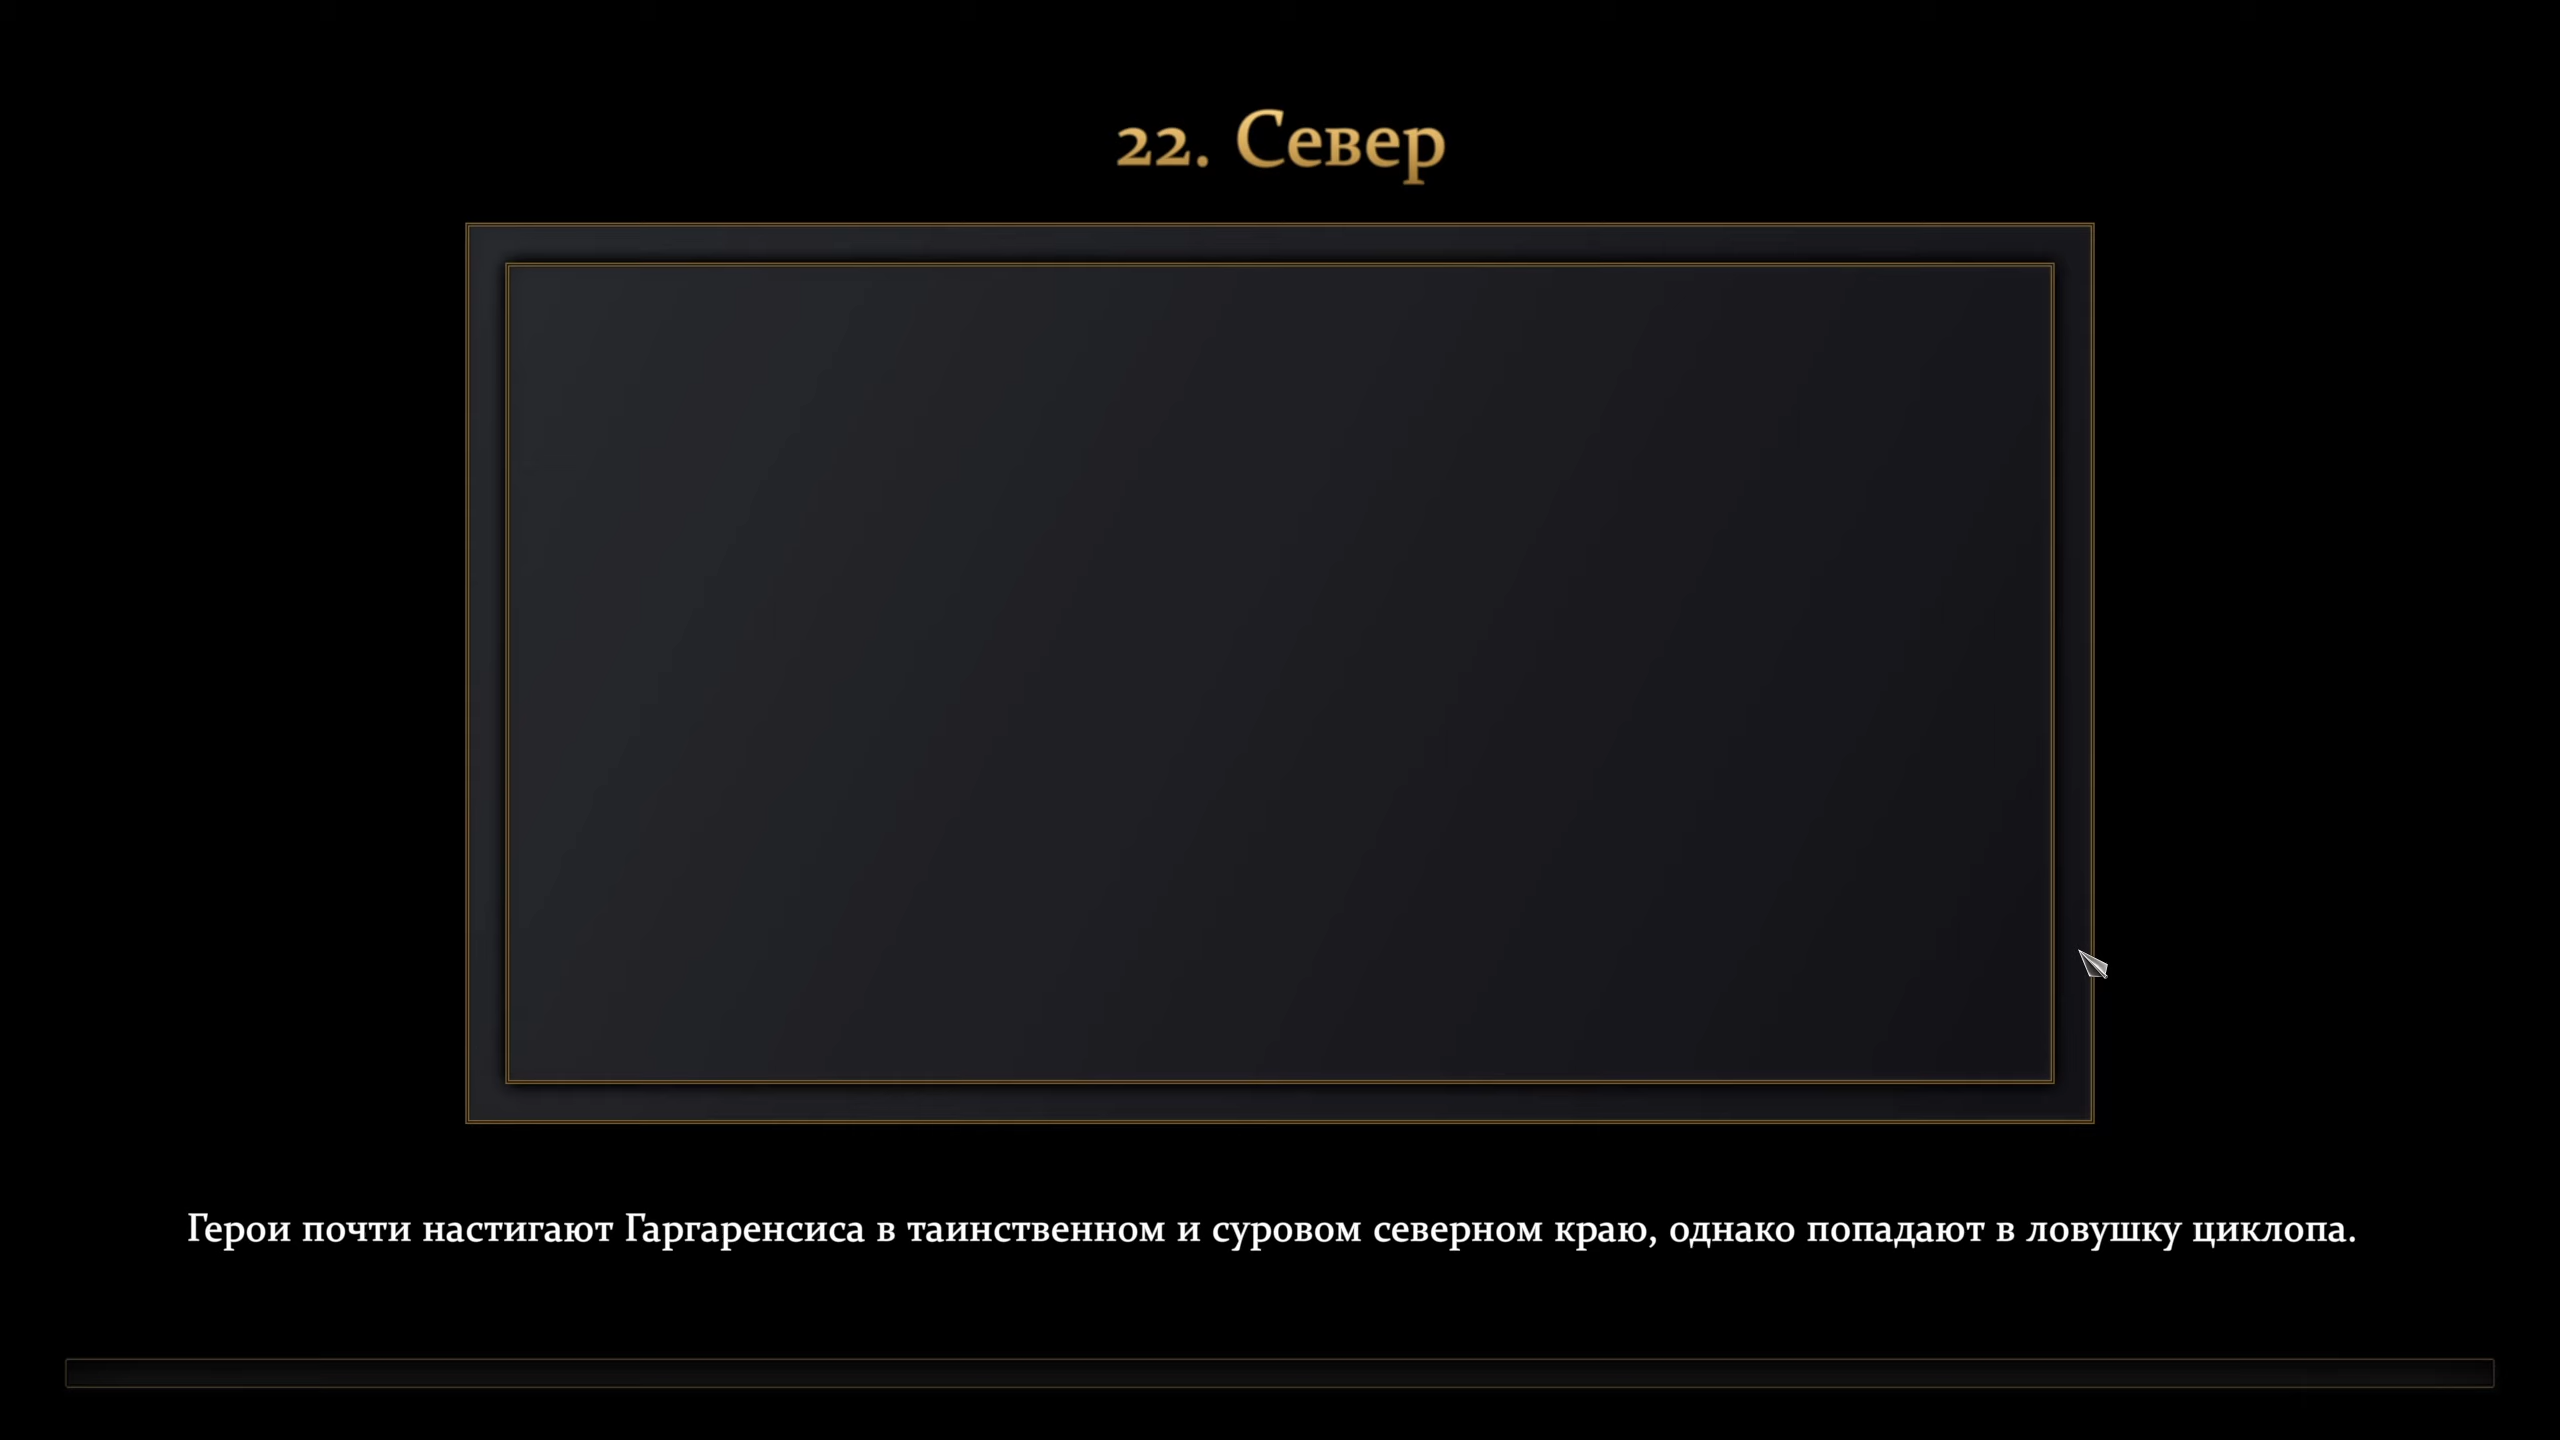 22. Север
Герои почти настигают Гаргаренсиса в таинственном и суровом северном краю, однако попадают в ловушку циклопа.